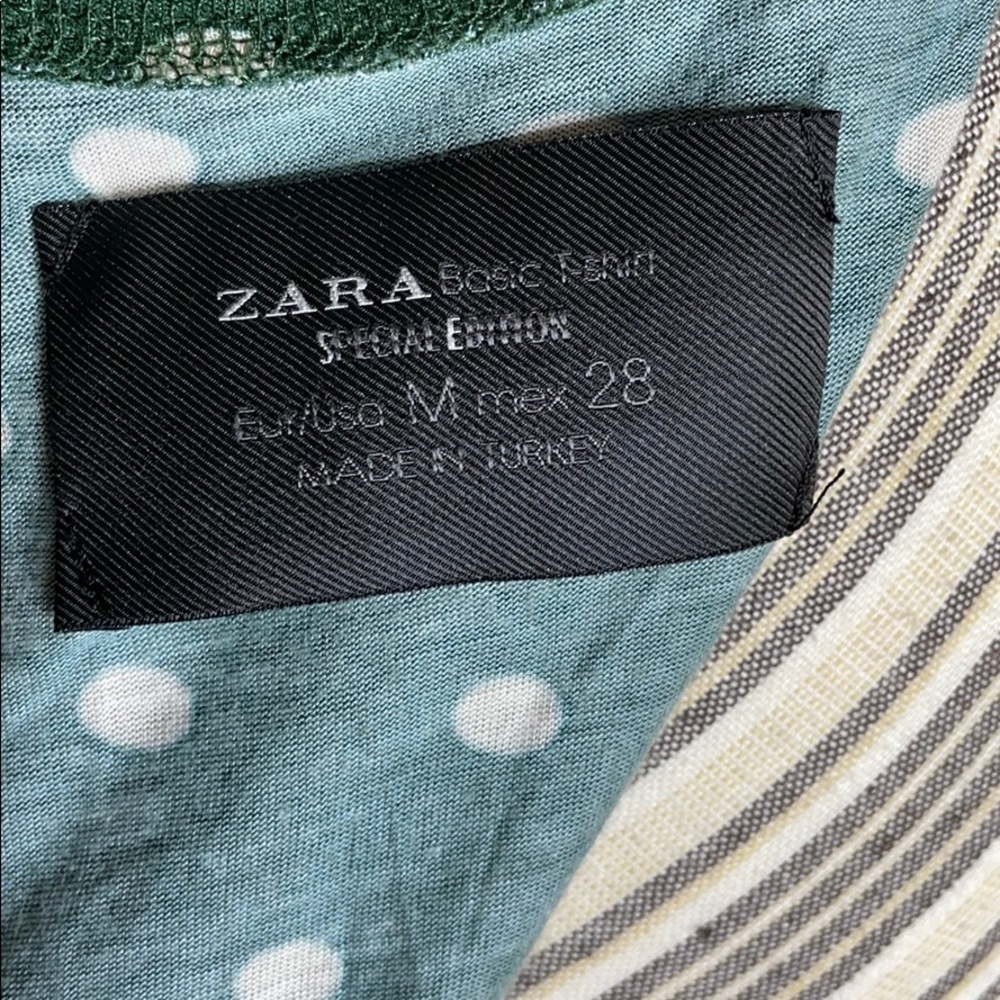 ZARA Basic T-shirt
SPECIAL EDITION
Eur/Usa M mex 28
MADE IN TURKEY